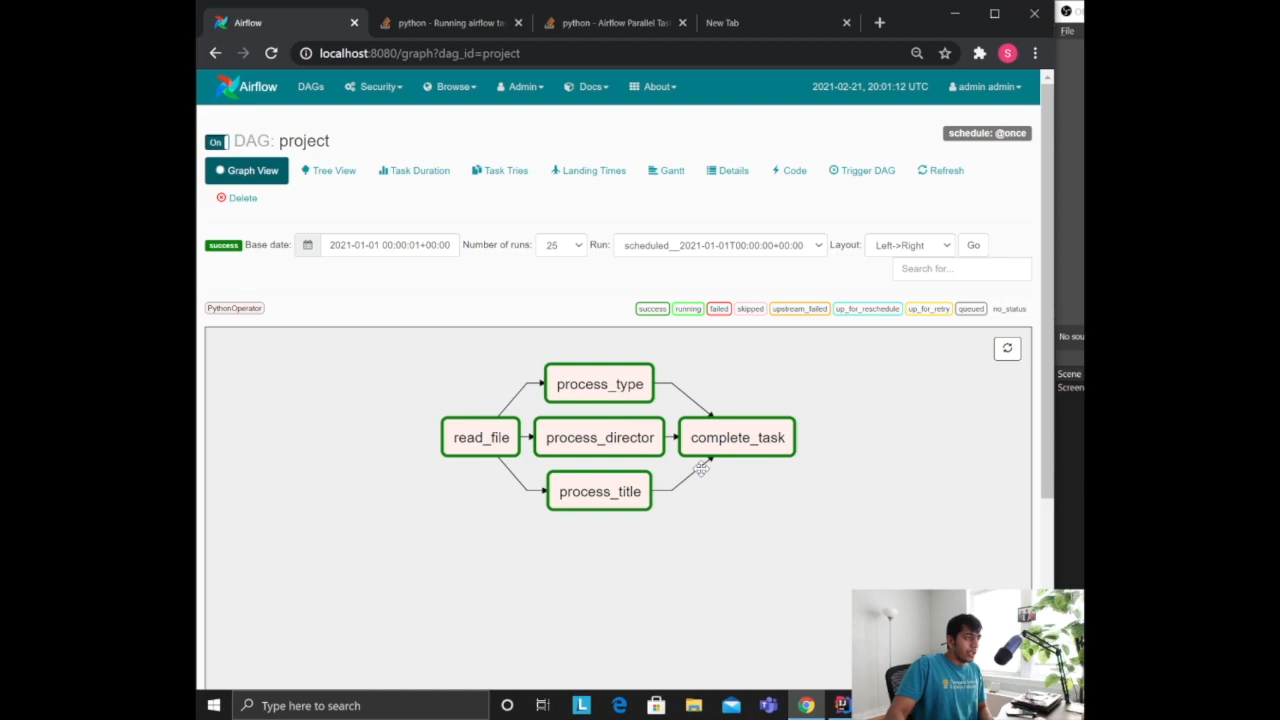 Airflow
python - Running airflow ta
python - Airflow Parallel Tas
New Tab
File
localhost:8080/graph?dag_id=project
S
Airflow
DAGs
Security
Browse
Admin
Docs
About
2021-02-21, 20:01:12 UTC
admin admin
On
DAG: project
schedule: @once
Graph View
Tree View
Task Duration
Task Tries
Landing Times
Gantt
Details
Code
Trigger DAG
Refresh
Delete
success
Base date:
2021-01-01 00:00:01+00:00
Number of runs:
25
Run:
scheduled__2021-01-01T00:00:00+00:00
Layout:
Left->Right
Go
Search for...
PythonOperator
success
running
failed
skipped
upstream_failed
up_for_reschedule
up_for_retry
queued
no_status
No sou
process_type
Scene
Screen
read_file
process_director
complete_task
process_title
Type here to search